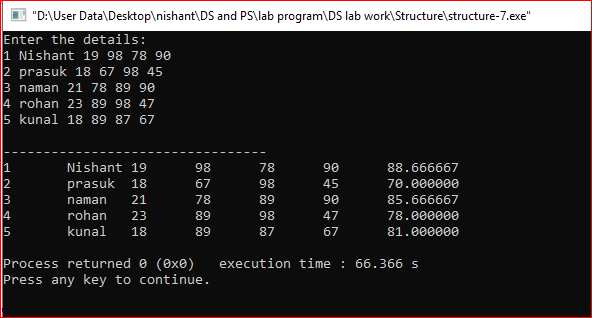 "D:\User Data\Desktop\nishant\DS and PS\lab program\DS lab work\Structure\structure-7.exe"
Enter the details:
1 Nishant 19 98 78 90
2 prasuk 18 67 98 45
3 naman 21 78 89 90
4 rohan 23 89 98 47
5 kunal 18 89 87 67
---------------------------------
1 Nishant 19 98 78 90 88.666667
2 prasuk 18 67 98 45 70.000000
3 naman 21 78 89 90 85.666667
4 rohan 23 89 98 47 78.000000
5 kunal 18 89 87 67 81.000000
Process returned 0 (0x0) execution time : 66.366 s
Press any key to continue.